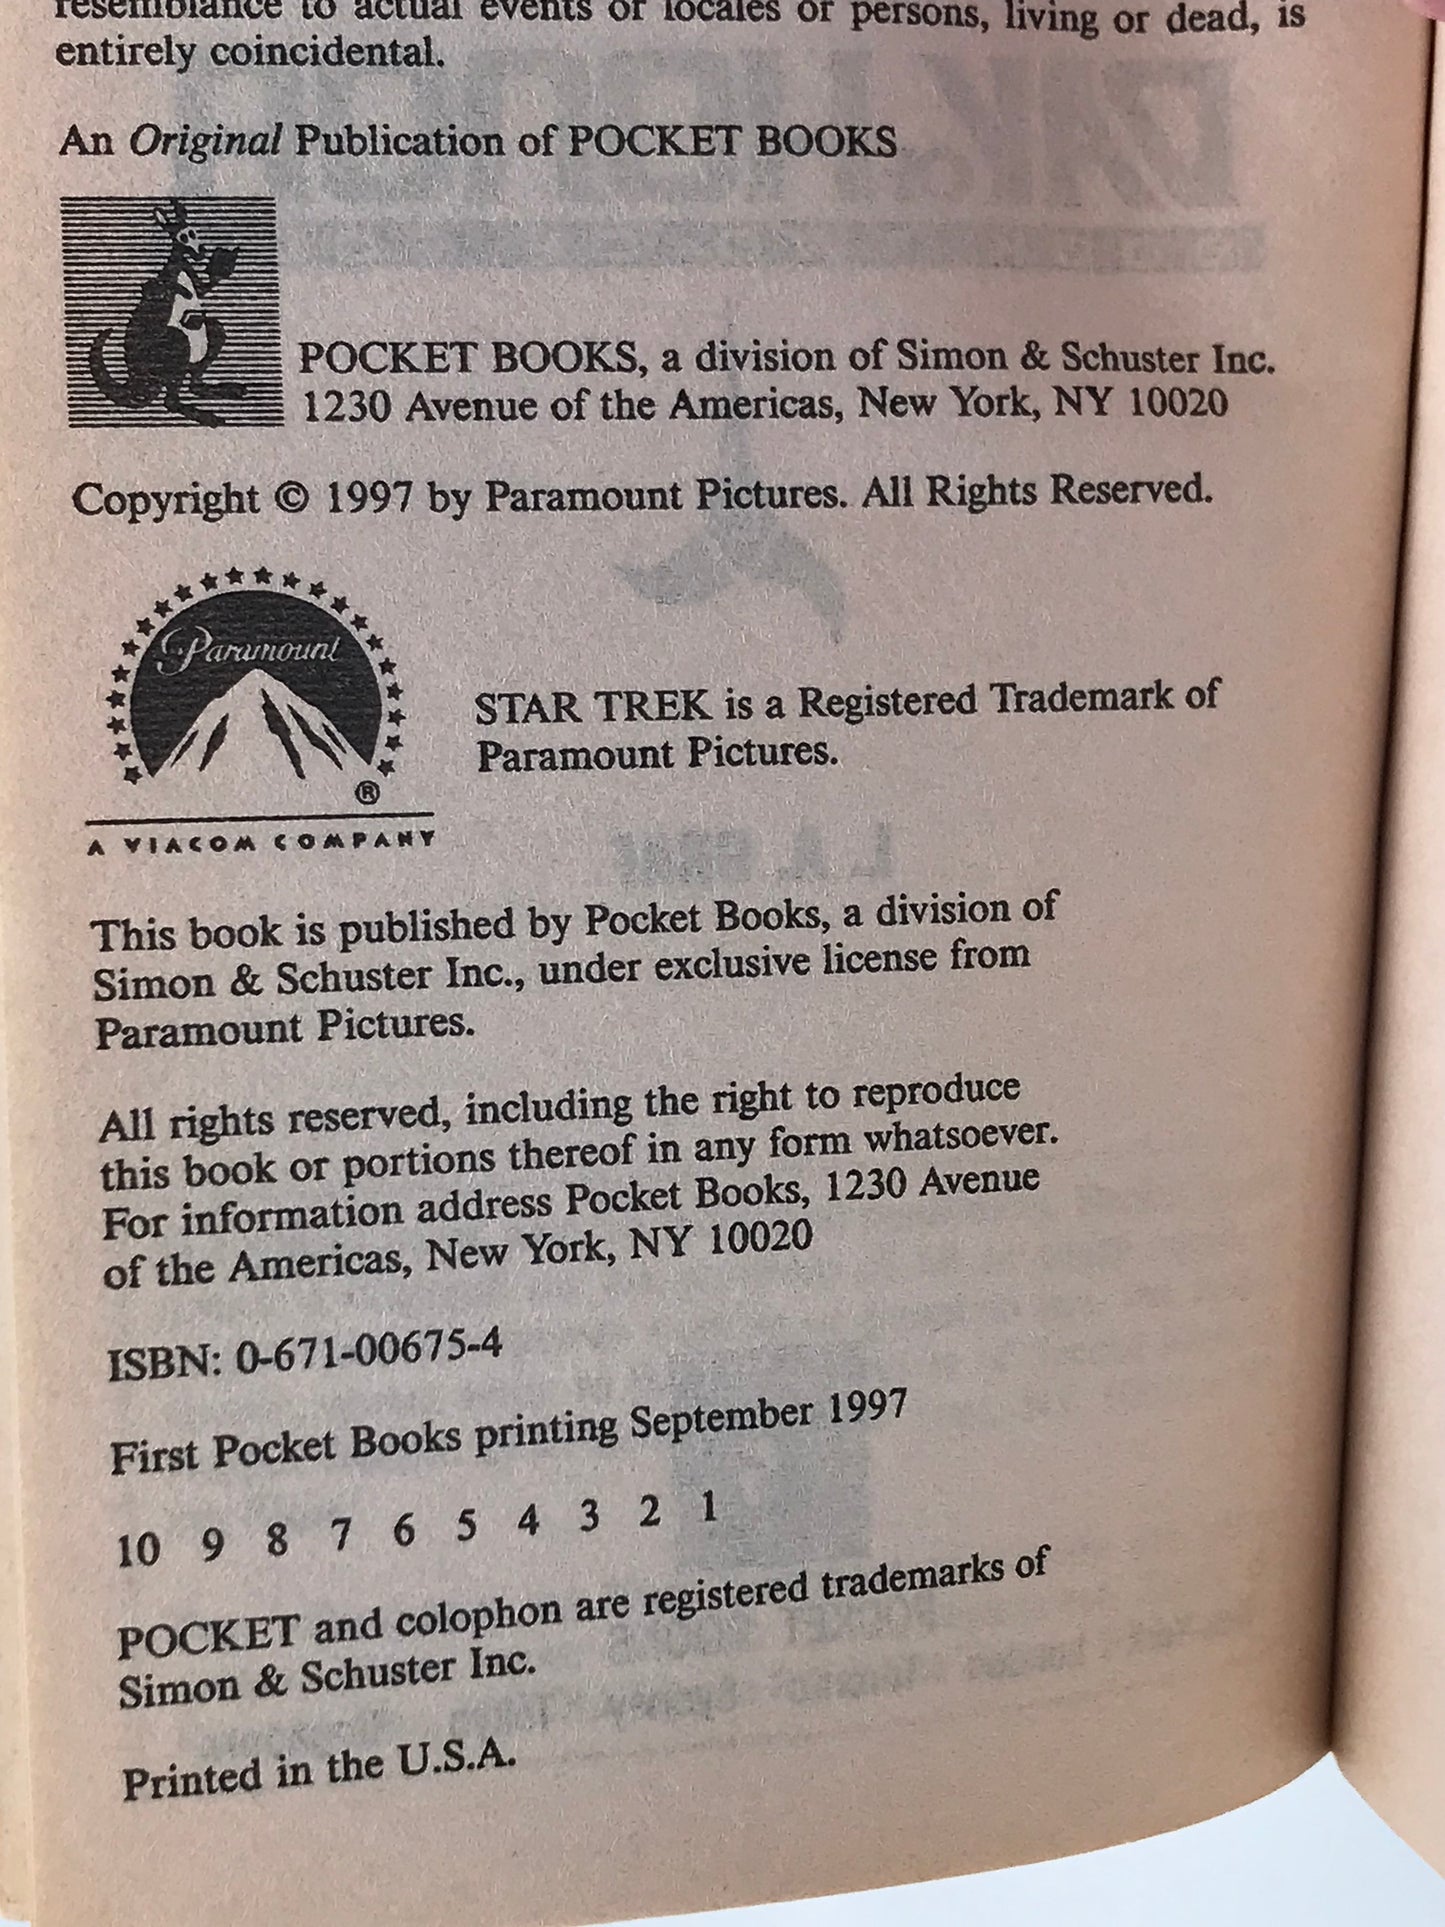 resemblance to actual events or locales or persons, living or dead, is
entirely coincidental.
An Original Publication of POCKET BOOKS
POCKET BOOKS, a division of Simon & Schuster Inc.
1230 Avenue of the Americas, New York, NY 10020
Copyright © 1997 by Paramount Pictures. All Rights Reserved.
Paramount
®
A VIACOM COMPANY
STAR TREK is a Registered Trademark of
Paramount Pictures.
This book is published by Pocket Books, a division of
Simon & Schuster Inc., under exclusive license from
Paramount Pictures.
All rights reserved, including the right to reproduce
this book or portions thereof in any form whatsoever.
For information address Pocket Books, 1230 Avenue
of the Americas, New York, NY 10020
ISBN: 0-671-00675-4
First Pocket Books printing September 1997
10 9 8 7 6 5 4 3 2 1
POCKET and colophon are registered trademarks of
Simon & Schuster Inc.
Printed in the U.S.A.